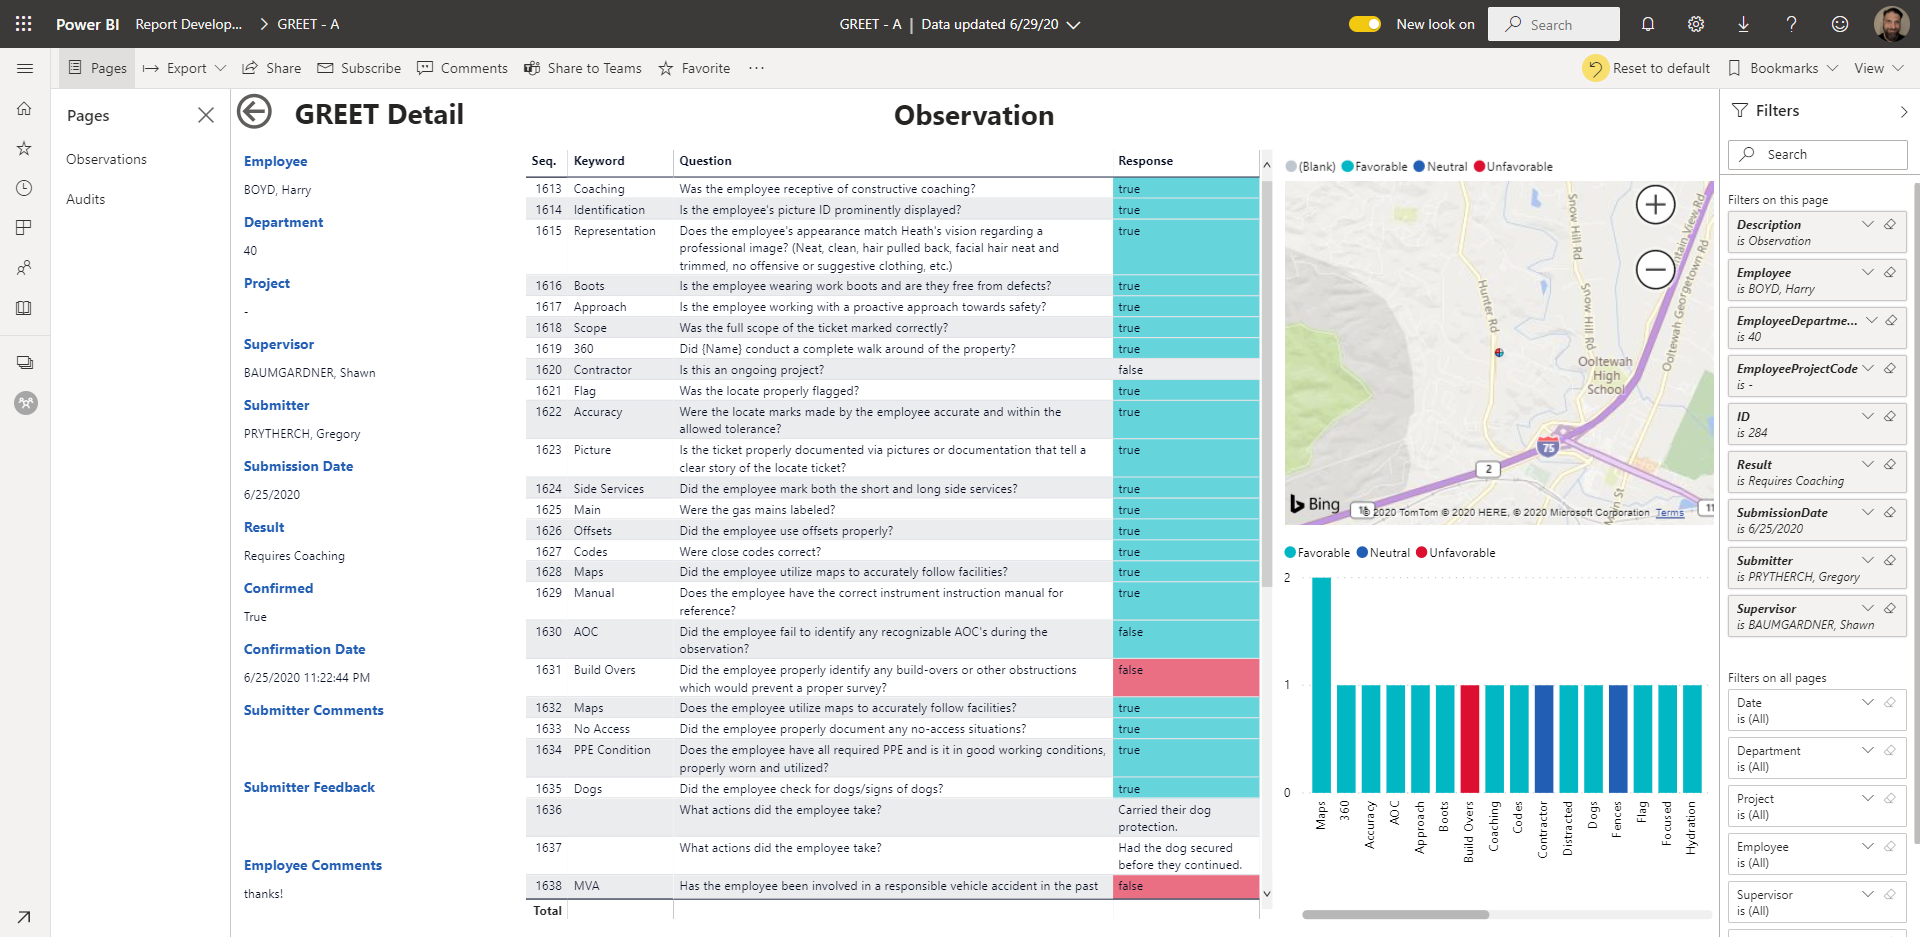 Power BI Report Develop... GREET - A
GREET - A | Data updated 6/29/20
New look on
Search
Pages Export Share Subscribe Comments Share to Teams Favorite ...
Reset to default Bookmarks View
Pages
Observations
Audits
GREET Detail
Observation
Employee
BOYD, Harry
Department
40
Project
-
Supervisor
BAUMGARDNER, Shawn
Submitter
PRYTHERCH, Gregory
Submission Date
6/25/2020
Result
Requires Coaching
Confirmed
True
Confirmation Date
6/25/2020 11:22:44 PM
Submitter Comments
Submitter Feedback
Employee Comments
thanks!
Seq. Keyword Question Response
1613 Coaching Was the employee receptive of constructive coaching? true
1614 Identification Is the employee's picture ID prominently displayed? true
1615 Representation Does the employee's appearance match Heath's vision regarding a true
professional image? (Neat, clean, hair pulled back, facial hair neat and
trimmed, no offensive or suggestive clothing, etc.)
1616 Boots Is the employee wearing work boots and are they free from defects? true
1617 Approach Is the employee working with a proactive approach towards safety? true
1618 Scope Was the full scope of the ticket marked correctly? true
1619 360 Did {Name} conduct a complete walk around of the property? true
1620 Contractor Is this an ongoing project? false
1621 Flag Was the locate properly flagged? true
1622 Accuracy Were the locate marks made by the employee accurate and within the true
allowed tolerance?
1623 Picture Is the ticket properly documented via pictures or documentation that tell a true
clear story of the locate ticket?
1624 Side Services Did the employee mark both the short and long side services? true
1625 Main Were the gas mains labeled? true
1626 Offsets Did the employee use offsets properly? true
1627 Codes Were close codes correct? true
1628 Maps Did the employee utilize maps to accurately follow facilities? true
1629 Manual Does the employee have the correct instrument instruction manual for true
reference?
1630 AOC Did the employee fail to identify any recognizable AOC's during the false
observation?
1631 Build Overs Did the employee properly identify any build-overs or other obstructions false
which would prevent a proper survey?
1632 Maps Does the employee utilize maps to accurately follow facilities? true
1633 No Access Did the employee properly document any no-access situations? true
1634 PPE Condition Does the employee have all required PPE and is it in good working conditions, true
properly worn and utilized?
1635 Dogs Did the employee check for dogs/signs of dogs? true
1636 What actions did the employee take? Carried their dog
protection.
1637 What actions did the employee take? Had the dog secured
before they continued.
1638 MVA Has the employee been involved in a responsible vehicle accident in the past false
Total
(Blank) Favorable Neutral Unfavorable
Snow Hill Rd
Snow Hill Rd
Hunter Rd
ntain View Rd
Ooltewah Georgetown Rd
Ooltewah
High
School
75
2
Main St
11
Bing
© 2020 TomTom © 2020 HERE, © 2020 Microsoft Corporation Terms
Favorable Neutral Unfavorable
2
1
0
Maps
360
Accuracy
AOC
Approach
Boots
Build Overs
Coaching
Codes
Contractor
Distracted
Dogs
Fences
Flag
Focused
Hydration
Filters
Search
Filters on this page
Description
is Observation
Employee
is BOYD, Harry
EmployeeDepartme...
is 40
EmployeeProjectCode
is -
ID
is 284
Result
is Requires Coaching
SubmissionDate
is 6/25/2020
Submitter
is PRYTHERCH, Gregory
Supervisor
is BAUMGARDNER, Shawn
Filters on all pages
Date
is (All)
Department
is (All)
Project
is (All)
Employee
is (All)
Supervisor
is (All)